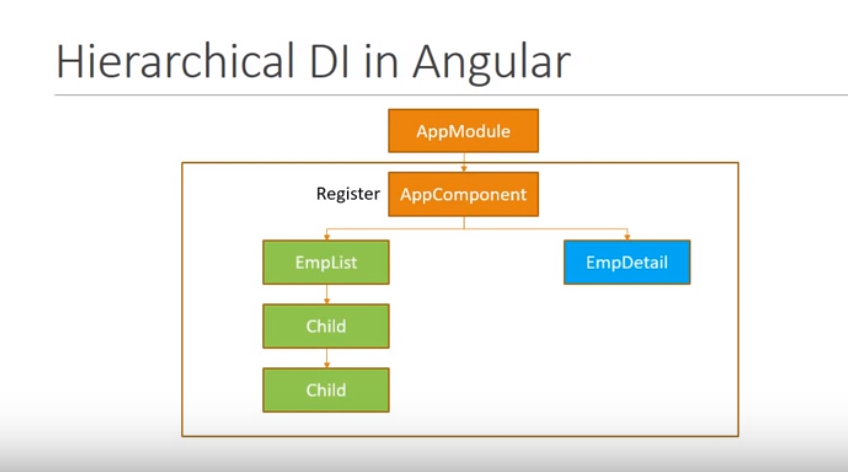 Hierarchical DI in Angular
AppModule
Register
AppComponent
EmpList
EmpDetail
Child
Child